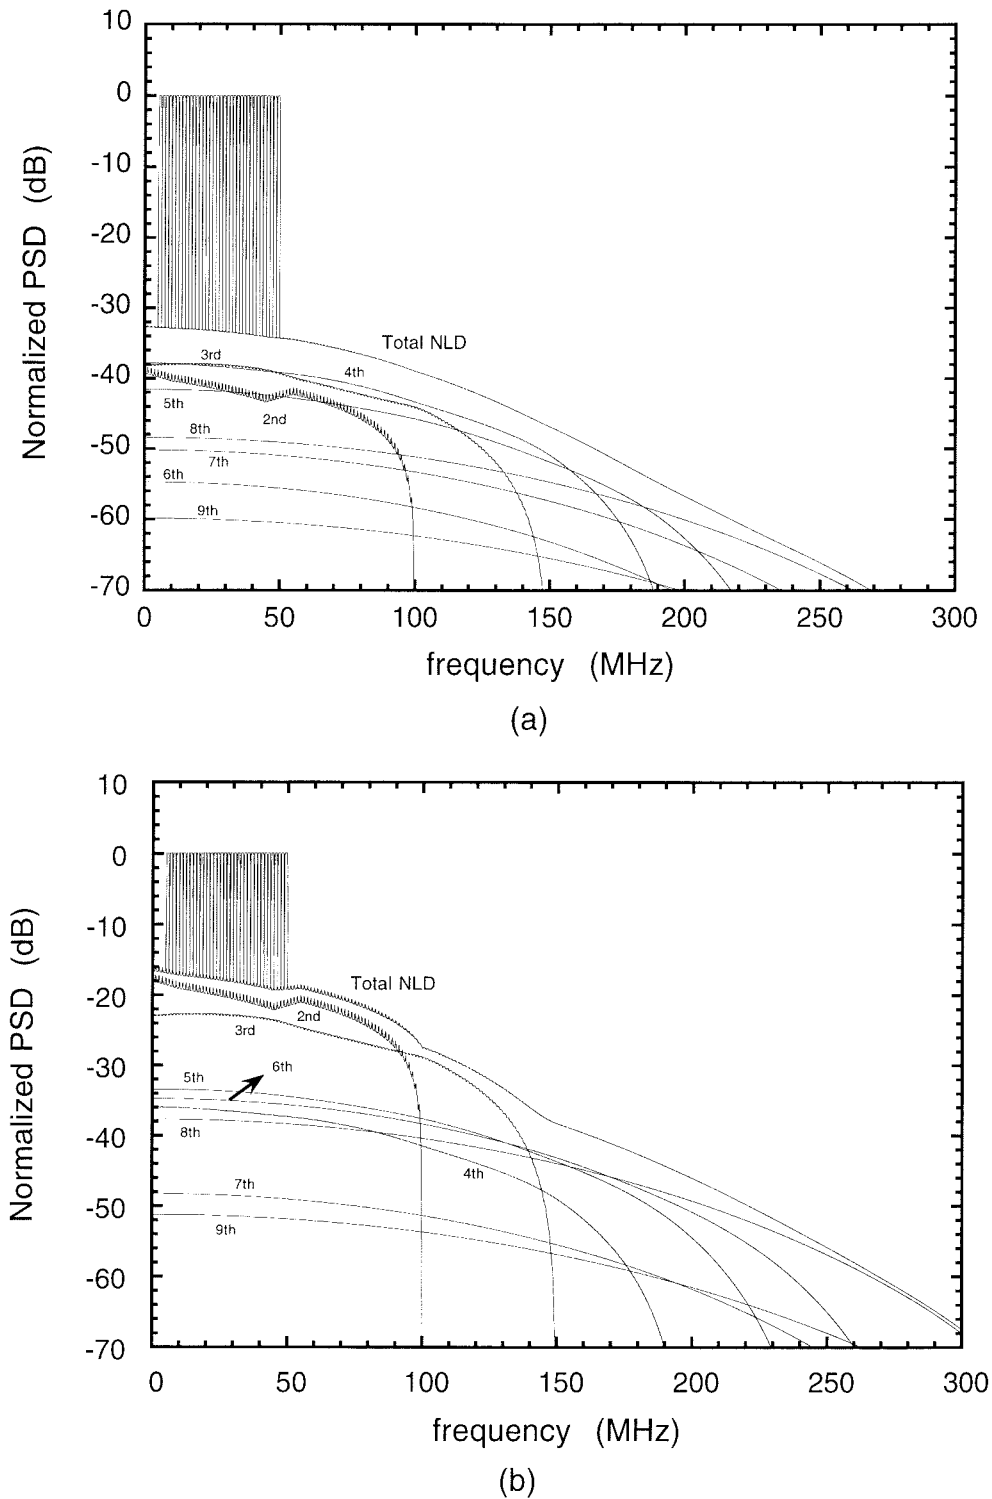 10
0
-10
-20
-30
-40
-50
-60
-70
Normalized PSD (dB)
Total NLD
3rd
4th
5th
2nd
8th
7th
6th
9th
0 50 100 150 200 250 300
frequency (MHz)
(a)
10
0
-10
-20
-30
-40
-50
-60
-70
Normalized PSD (dB)
Total NLD
2nd
3rd
6th
5th
8th
4th
7th
9th
0 50 100 150 200 250 300
frequency (MHz)
(b)